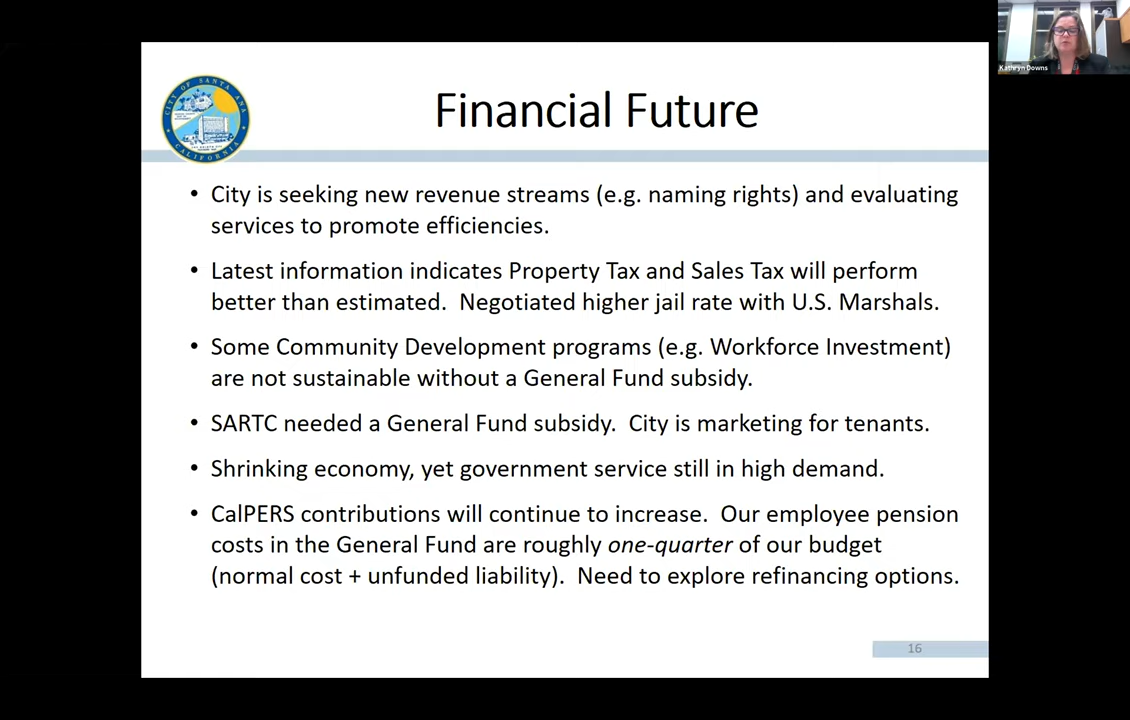 Kathryn Downs
CITY OF SANTA ANA
CALIFORNIA
Financial Future
• City is seeking new revenue streams (e.g. naming rights) and evaluating
services to promote efficiencies.
• Latest information indicates Property Tax and Sales Tax will perform
better than estimated.  Negotiated higher jail rate with U.S. Marshals.
• Some Community Development programs (e.g. Workforce Investment)
are not sustainable without a General Fund subsidy.
• SARTC needed a General Fund subsidy.  City is marketing for tenants.
• Shrinking economy, yet government service still in high demand.
• CalPERS contributions will continue to increase.  Our employee pension
costs in the General Fund are roughly one-quarter of our budget
(normal cost + unfunded liability).  Need to explore refinancing options.
16